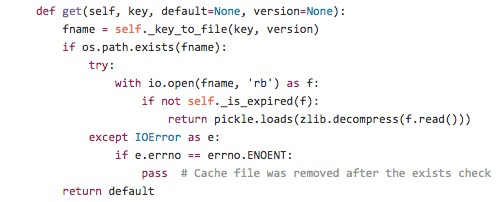 def get(self, key, default=None, version=None):
    fname = self._key_to_file(key, version)
    if os.path.exists(fname):
        try:
            with io.open(fname, 'rb') as f:
                if not self._is_expired(f):
                    return pickle.loads(zlib.decompress(f.read()))
        except IOError as e:
            if e.errno == errno.ENOENT:
                pass  # Cache file was removed after the exists check
    return default